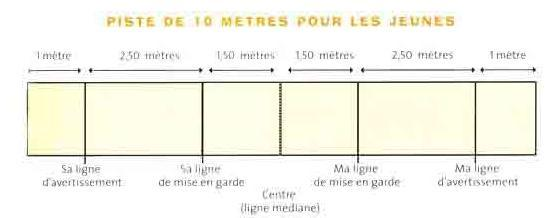 PISTE DE 10 METRES POUR LES JEUNES
1 mètre 2,50 mètres 1,50 mètres 1,50 mètres 2,50 mètres 1 mètre
Sa ligne d'avertissement
Sa ligne de mise en garde
Centre (ligne médiane)
Ma ligne de mise en garde
Ma ligne d'avertissement